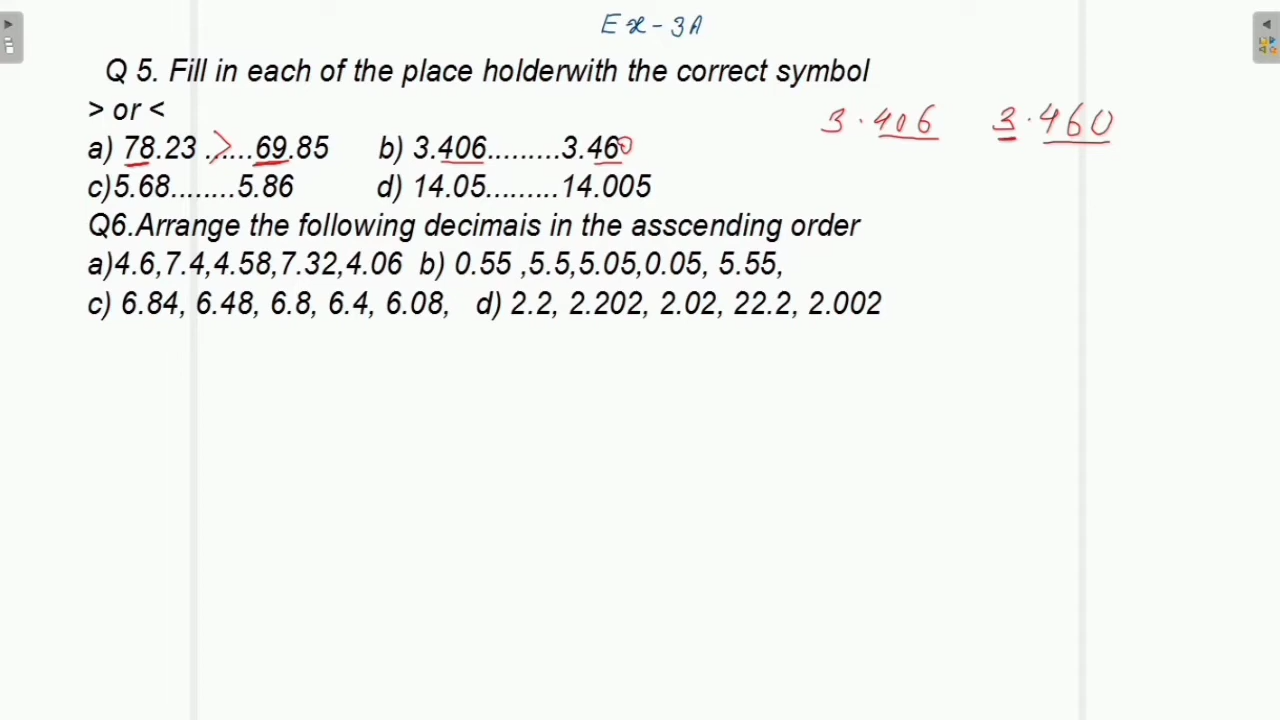 Ex-3A
Q 5. Fill in each of the place holderwith the correct symbol
> or <
3.406 3.460
a) 78.23 ..>....69.85 b) 3.406.........3.460
c)5.68........5.86 d) 14.05.........14.005
Q6.Arrange the following decimais in the asscending order
a)4.6,7.4,4.58,7.32,4.06 b) 0.55 ,5.5,5.05,0.05, 5.55,
c) 6.84, 6.48, 6.8, 6.4, 6.08, d) 2.2, 2.202, 2.02, 22.2, 2.002